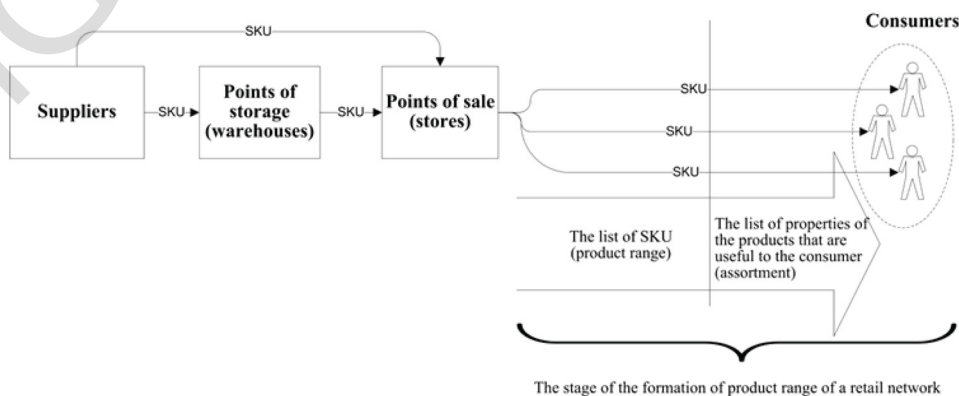 Consumers
SKU
Suppliers
SKU
Points of
storage
(warehouses)
SKU
Points of sale
(stores)
SKU
SKU
SKU
The list of SKU
(product range)
The list of properties of
the products that are
useful to the consumer
(assortment)
The stage of the formation of product range of a retail network